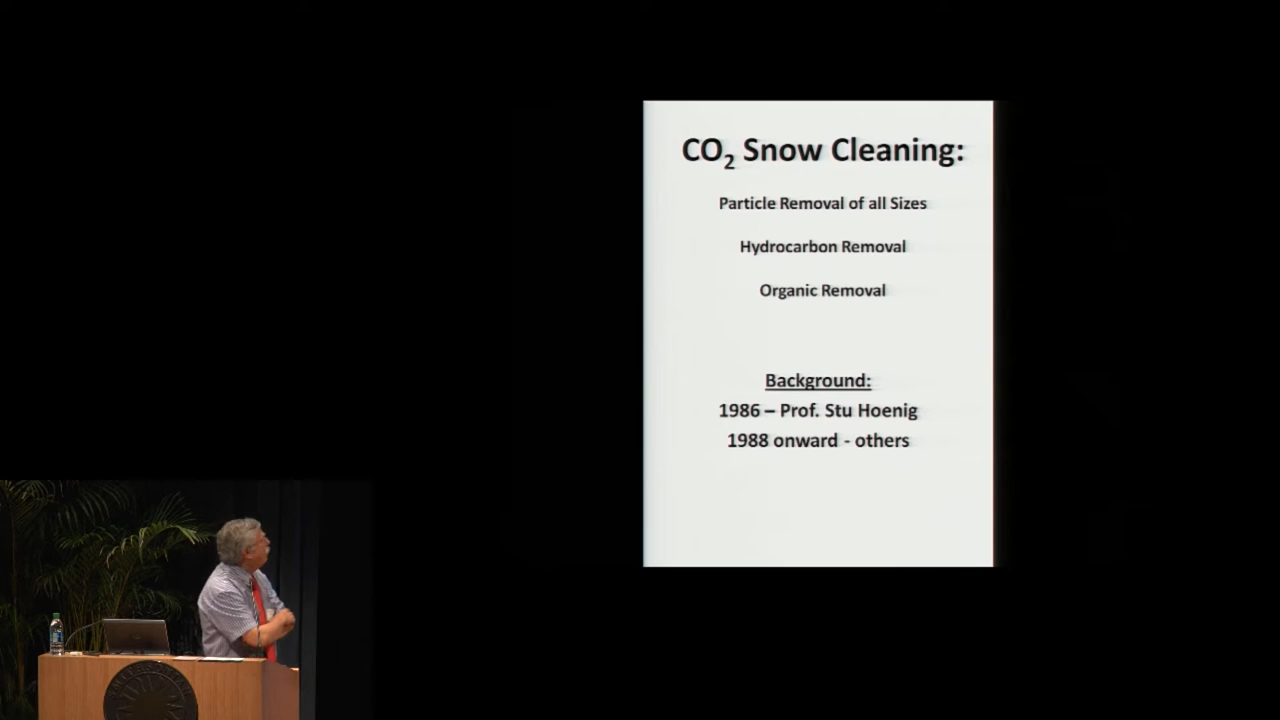 CO₂ Snow Cleaning:
Particle Removal of all Sizes
Hydrocarbon Removal
Organic Removal
Background:
1986 – Prof. Stu Hoenig
1988 onward - others